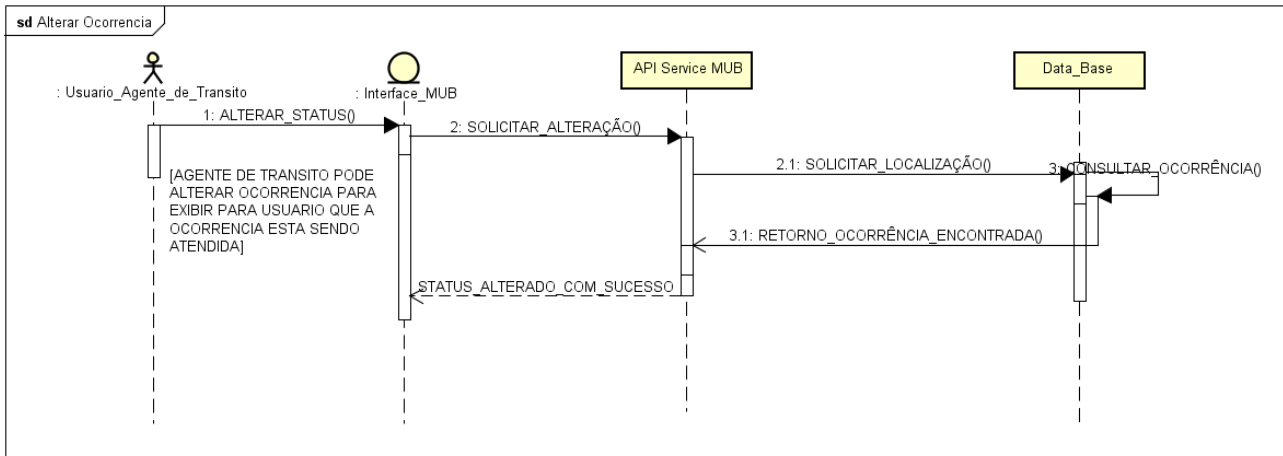 sd Alterar Ocorrencia
: Usuario_Agente_de_Transito
: Interface_MUB
API Service MUB
Data_Base
1: ALTERAR_STATUS()
2: SOLICITAR_ALTERAÇÃO()
2.1: SOLICITAR_LOCALIZAÇÃO()
3: CONSULTAR_OCORRÊNCIA()
[AGENTE DE TRANSITO PODE
ALTERAR OCORRENCIA PARA
EXIBIR PARA USUARIO QUE A
OCORRENCIA ESTA SENDO
ATENDIDA]
3.1: RETORNO_OCORRÊNCIA_ENCONTRADA()
STATUS_ALTERADO_COM_SUCESSO